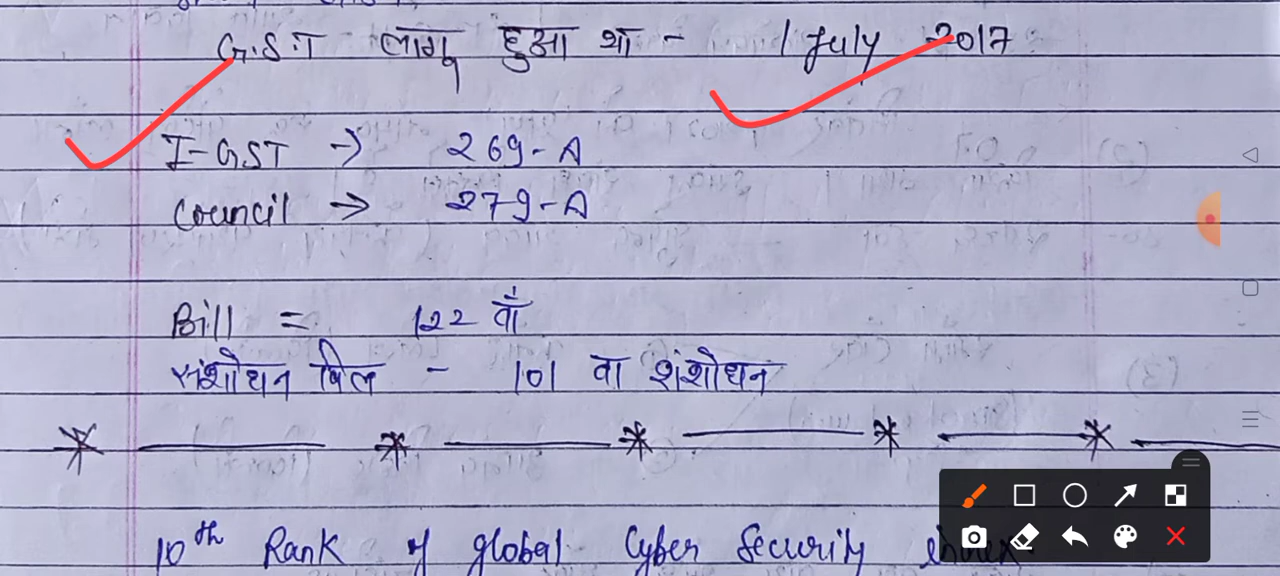 G.S.T लागू हुआ था - 1 July 2017
I-GST → 269-A
Council → 279-A
Bill = 122 वाँ
संशोधन बिल - 101 वा शंशोधन
10th Rank of global Cyber Security